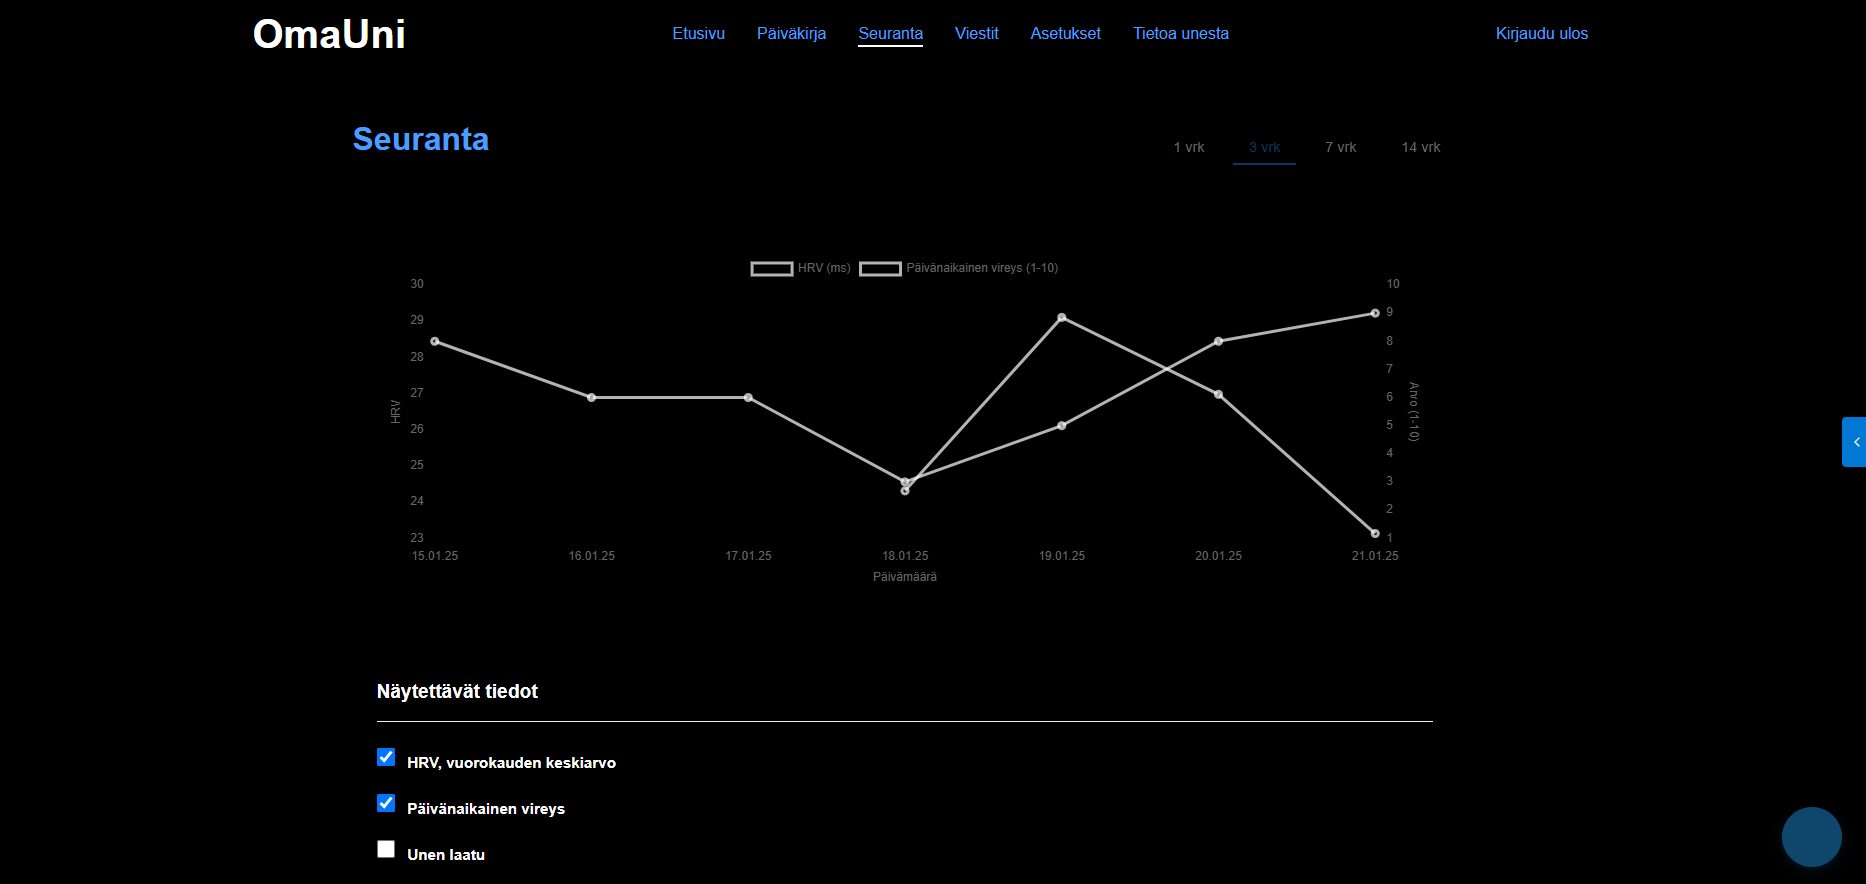 OmaUni
Etusivu Päiväkirja Seuranta Viestit Asetukset Tietoa unesta Kirjaudu ulos
Seuranta
1 vrk 3 vrk 7 vrk 14 vrk
HRV (ms) Päivänaikainen vireys (1-10)
30
29
28
27
26
25
24
23
HRV
10
9
8
7
6
5
4
3
2
1
Arvo (1-10)
15.01.25 16.01.25 17.01.25 18.01.25 19.01.25 20.01.25 21.01.25
Päivämäärä
Näytettävät tiedot
HRV, vuorokauden keskiarvo
Päivänaikainen vireys
Unen laatu